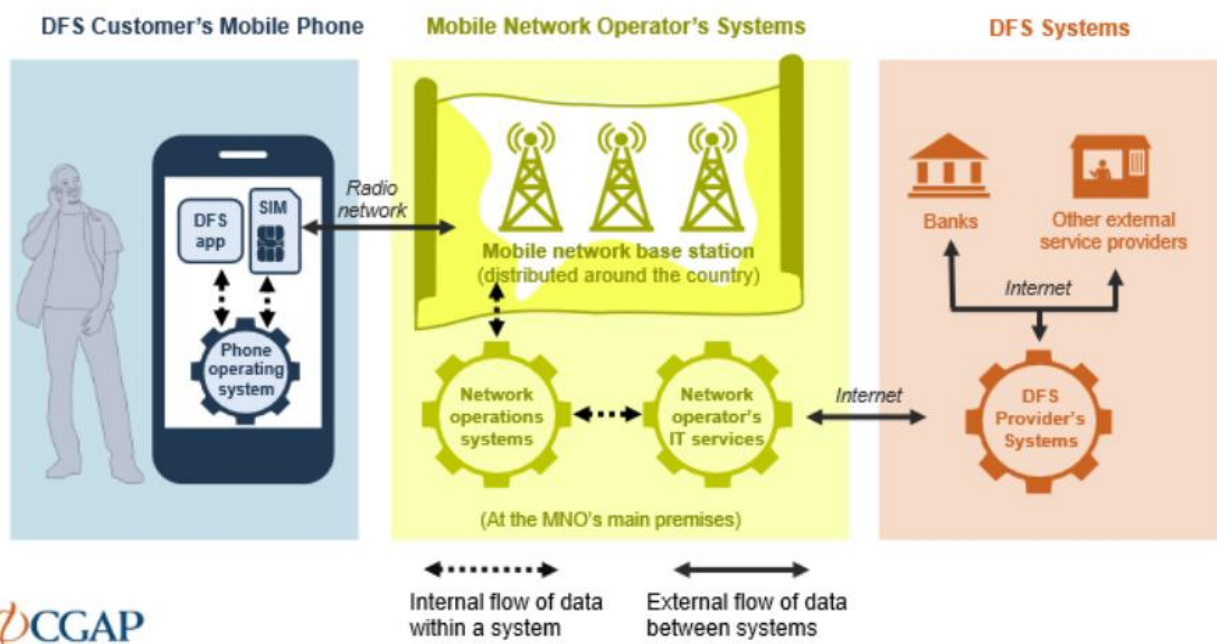 DFS Customer's Mobile Phone
Mobile Network Operator's Systems
DFS Systems
DFS
app
SIM
Phone
operating
system
Radio
network
Mobile network base station
(distributed around the country)
Network
operations
systems
Network
operator's
IT services
(At the MNO's main premises)
Internet
Banks
Other external
service providers
Internet
DFS
Provider's
Systems
Internal flow of data
within a system
External flow of data
between systems
CGAP